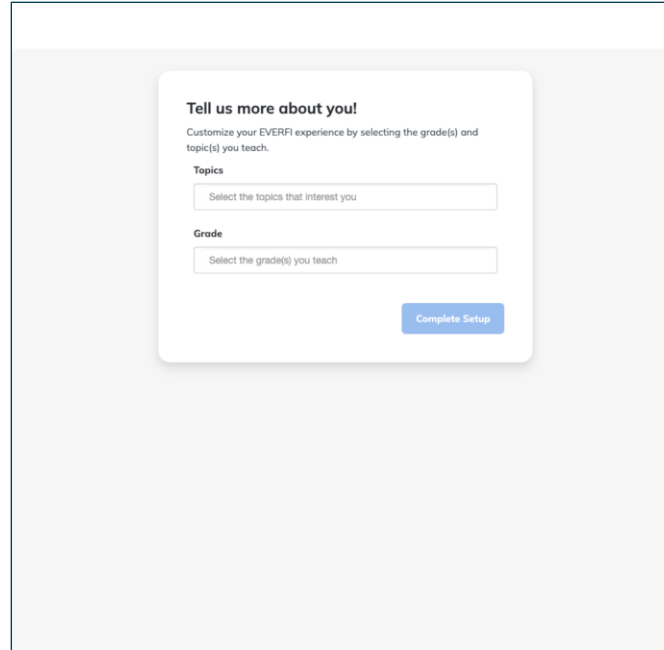 Tell us more about you!
Customize your EVERFI experience by selecting the grade(s) and
topic(s) you teach.
Topics
Select the topics that interest you
Grade
Select the grade(s) you teach
Complete Setup